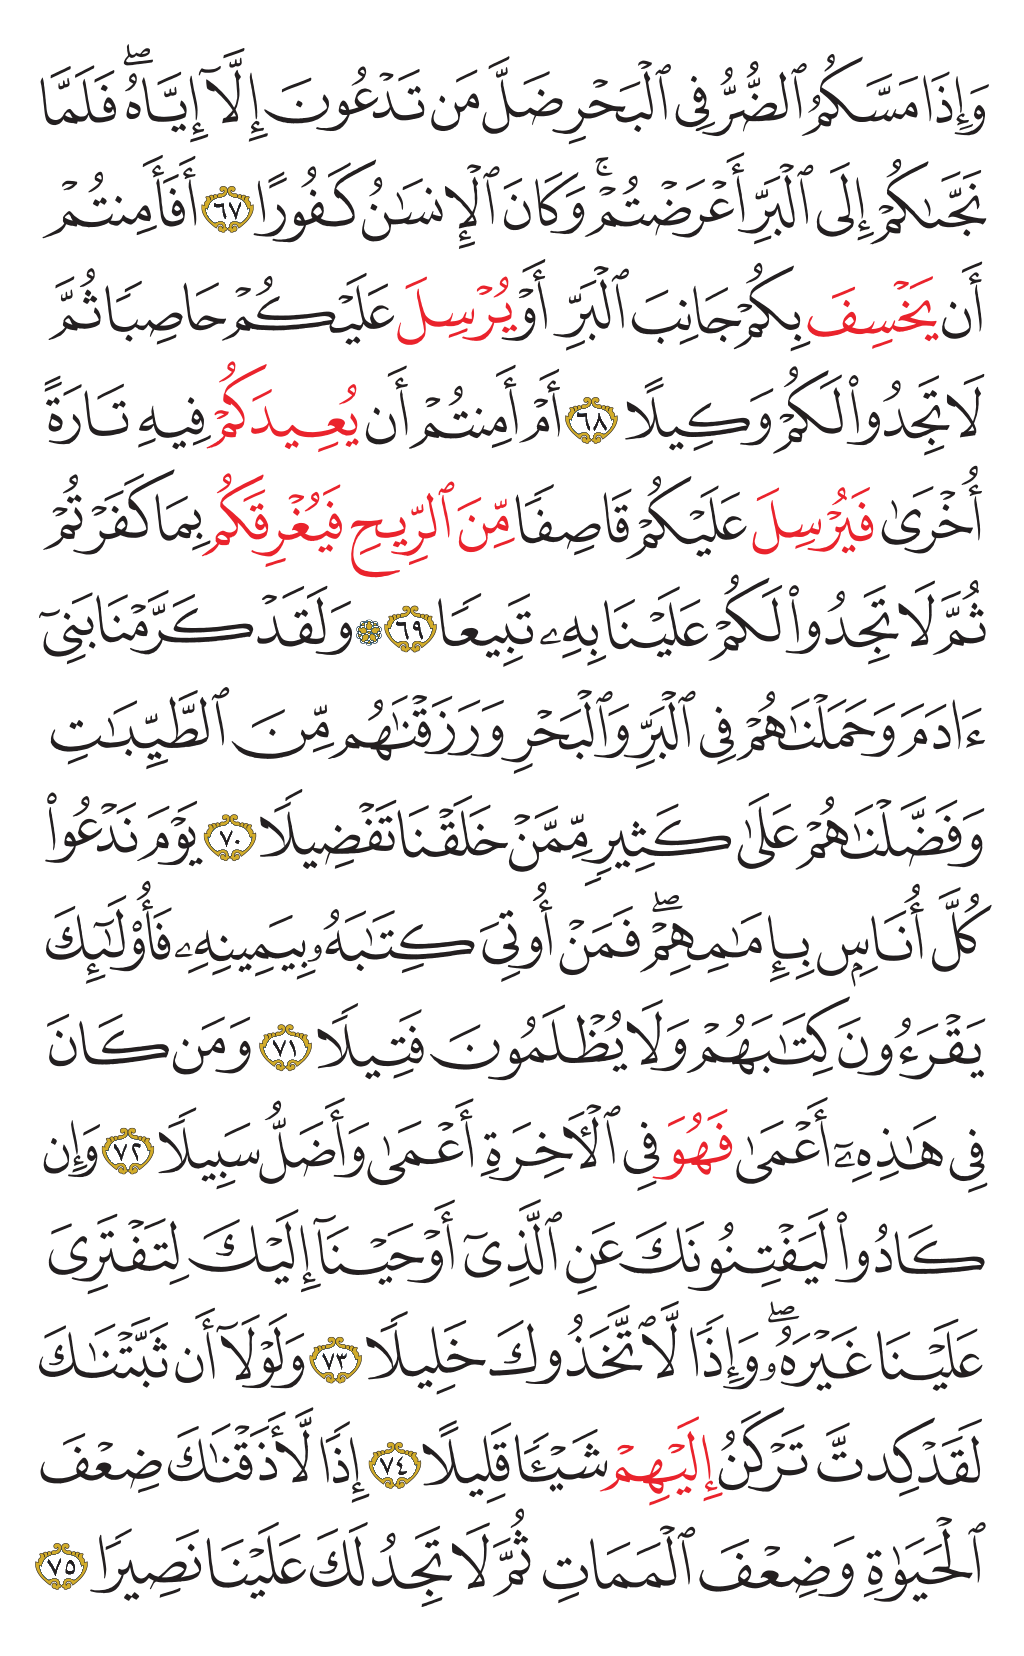 وَإِذَا مَسَّكُمُ ٱلضُّرُّ فِى ٱلْبَحْرِ ضَلَّ مَن تَدْعُونَ إِلَّآ إِيَّاهُ ۖ فَلَمَّا
نَجَّىٰكُمْ إِلَى ٱلْبَرِّ أَعْرَضْتُمْ ۚ وَكَانَ ٱلْإِنسَـٰنُ كَفُورًا ٦٧ أَفَأَمِنتُمْ
أَن يَخْسِفَ بِكُمْ جَانِبَ ٱلْبَرِّ أَوْ يُرْسِلَ عَلَيْكُمْ حَاصِبًا ثُمَّ
لَا تَجِدُوا۟ لَكُمْ وَكِيلًا ٦٨ أَمْ أَمِنتُمْ أَن يُعِيدَكُمْ فِيهِ تَارَةً
أُخْرَىٰ فَيُرْسِلَ عَلَيْكُمْ قَاصِفًا مِّنَ ٱلرِّيحِ فَيُغْرِقَكُم بِمَا كَفَرْتُمْ
ثُمَّ لَا تَجِدُوا۟ لَكُمْ عَلَيْنَا بِهِۦ تَبِيعًا ٦٩ ۞ وَلَقَدْ كَرَّمْنَا بَنِىٓ
ءَادَمَ وَحَمَلْنَـٰهُمْ فِى ٱلْبَرِّ وَٱلْبَحْرِ وَرَزَقْنَـٰهُم مِّنَ ٱلطَّيِّبَـٰتِ
وَفَضَّلْنَـٰهُمْ عَلَىٰ كَثِيرٍ مِّمَّنْ خَلَقْنَا تَفْضِيلًا ٧٠ يَوْمَ نَدْعُوا۟
كُلَّ أُنَاسٍۭ بِإِمَـٰمِهِمْ ۖ فَمَنْ أُوتِىَ كِتَـٰبَهُۥ بِيَمِينِهِۦ فَأُو۟لَـٰٓئِكَ
يَقْرَءُونَ كِتَـٰبَهُمْ وَلَا يُظْلَمُونَ فَتِيلًا ٧١ وَمَن كَانَ
فِى هَـٰذِهِۦٓ أَعْمَىٰ فَهُوَ فِى ٱلْـَٔاخِرَةِ أَعْمَىٰ وَأَضَلُّ سَبِيلًا ٧٢ وَإِن
كَادُوا۟ لَيَفْتِنُونَكَ عَنِ ٱلَّذِىٓ أَوْحَيْنَآ إِلَيْكَ لِتَفْتَرِىَ
عَلَيْنَا غَيْرَهُۥ ۖ وَإِذًا لَّٱتَّخَذُوكَ خَلِيلًا ٧٣ وَلَوْلَآ أَن ثَبَّتْنَـٰكَ
لَقَدْ كِدتَّ تَرْكَنُ إِلَيْهِمْ شَيْـًٔا قَلِيلًا ٧٤ إِذًا لَّأَذَقْنَـٰكَ ضِعْفَ
ٱلْحَيَوٰةِ وَضِعْفَ ٱلْمَمَاتِ ثُمَّ لَا تَجِدُ لَكَ عَلَيْنَا نَصِيرًا ٧٥